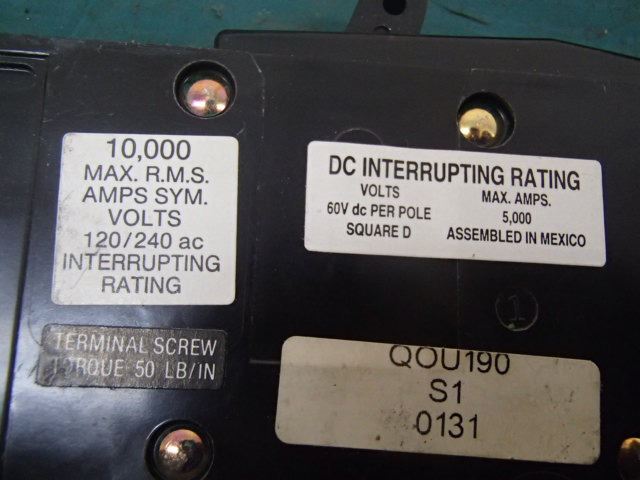 10,000
MAX. R.M.S.
AMPS SYM.
VOLTS
120/240 ac
INTERRUPTING
RATING
TERMINAL SCREW
TORQUE 50 LB/IN
DC INTERRUPTING RATING
VOLTS MAX. AMPS.
60V dc PER POLE 5,000
SQUARE D ASSEMBLED IN MEXICO
1
QOU190
S1
0131